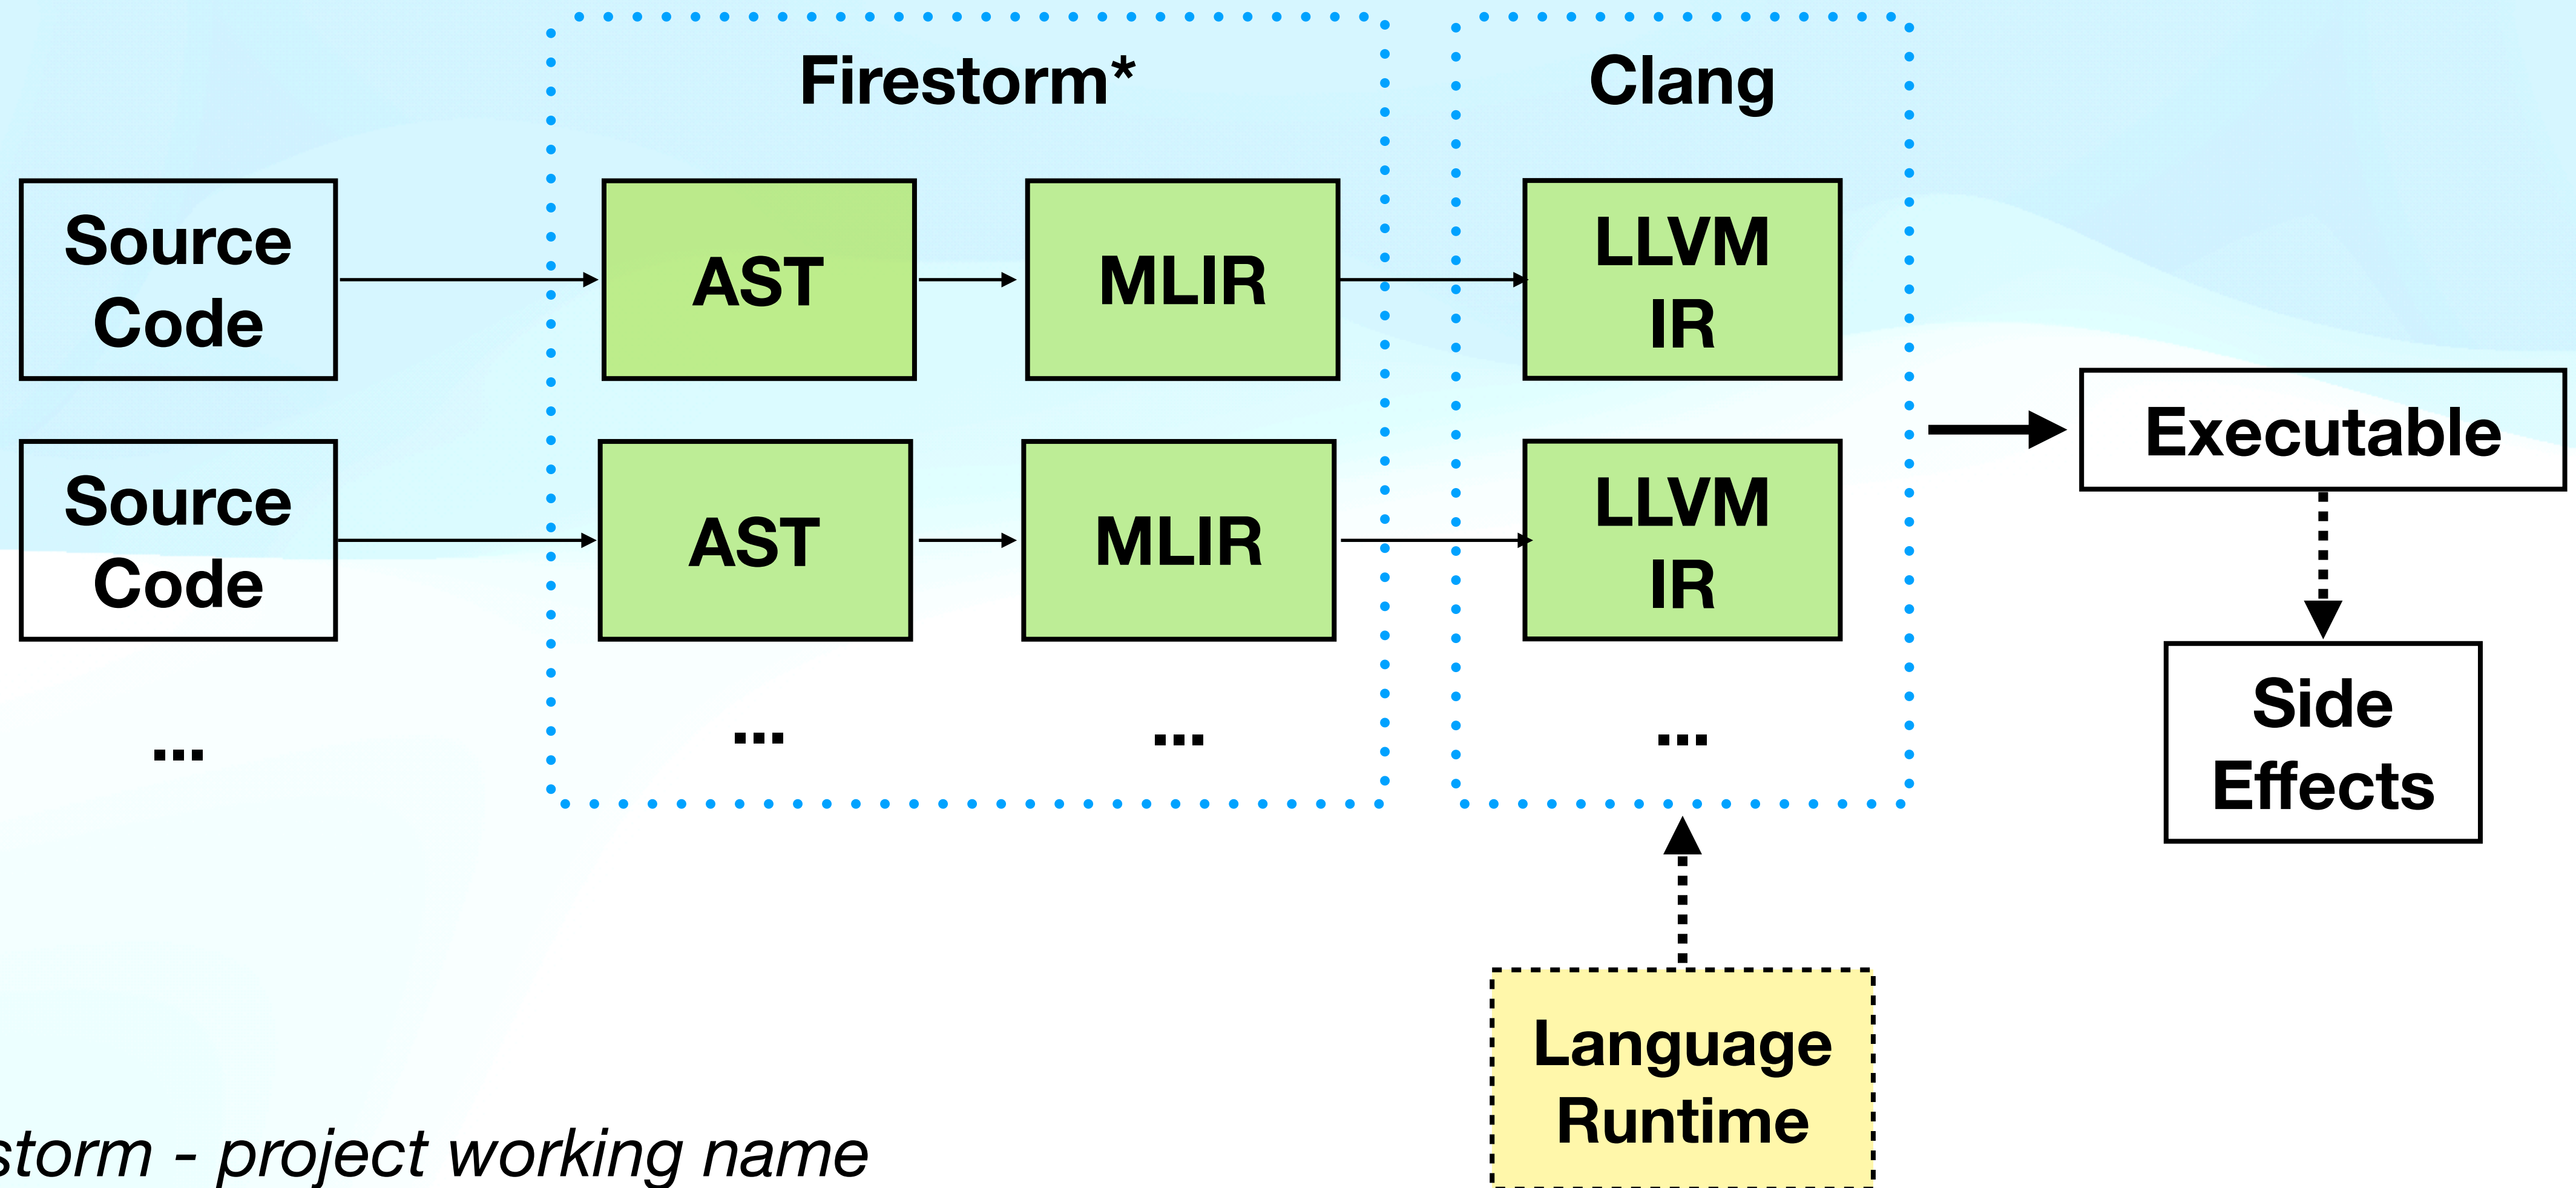 Firestorm*
Clang
Source
Code
AST
MLIR
LLVM
IR
Source
Code
AST
MLIR
LLVM
IR
Executable
...
...
...
...
Side
Effects
Language
Runtime
storm - project working name